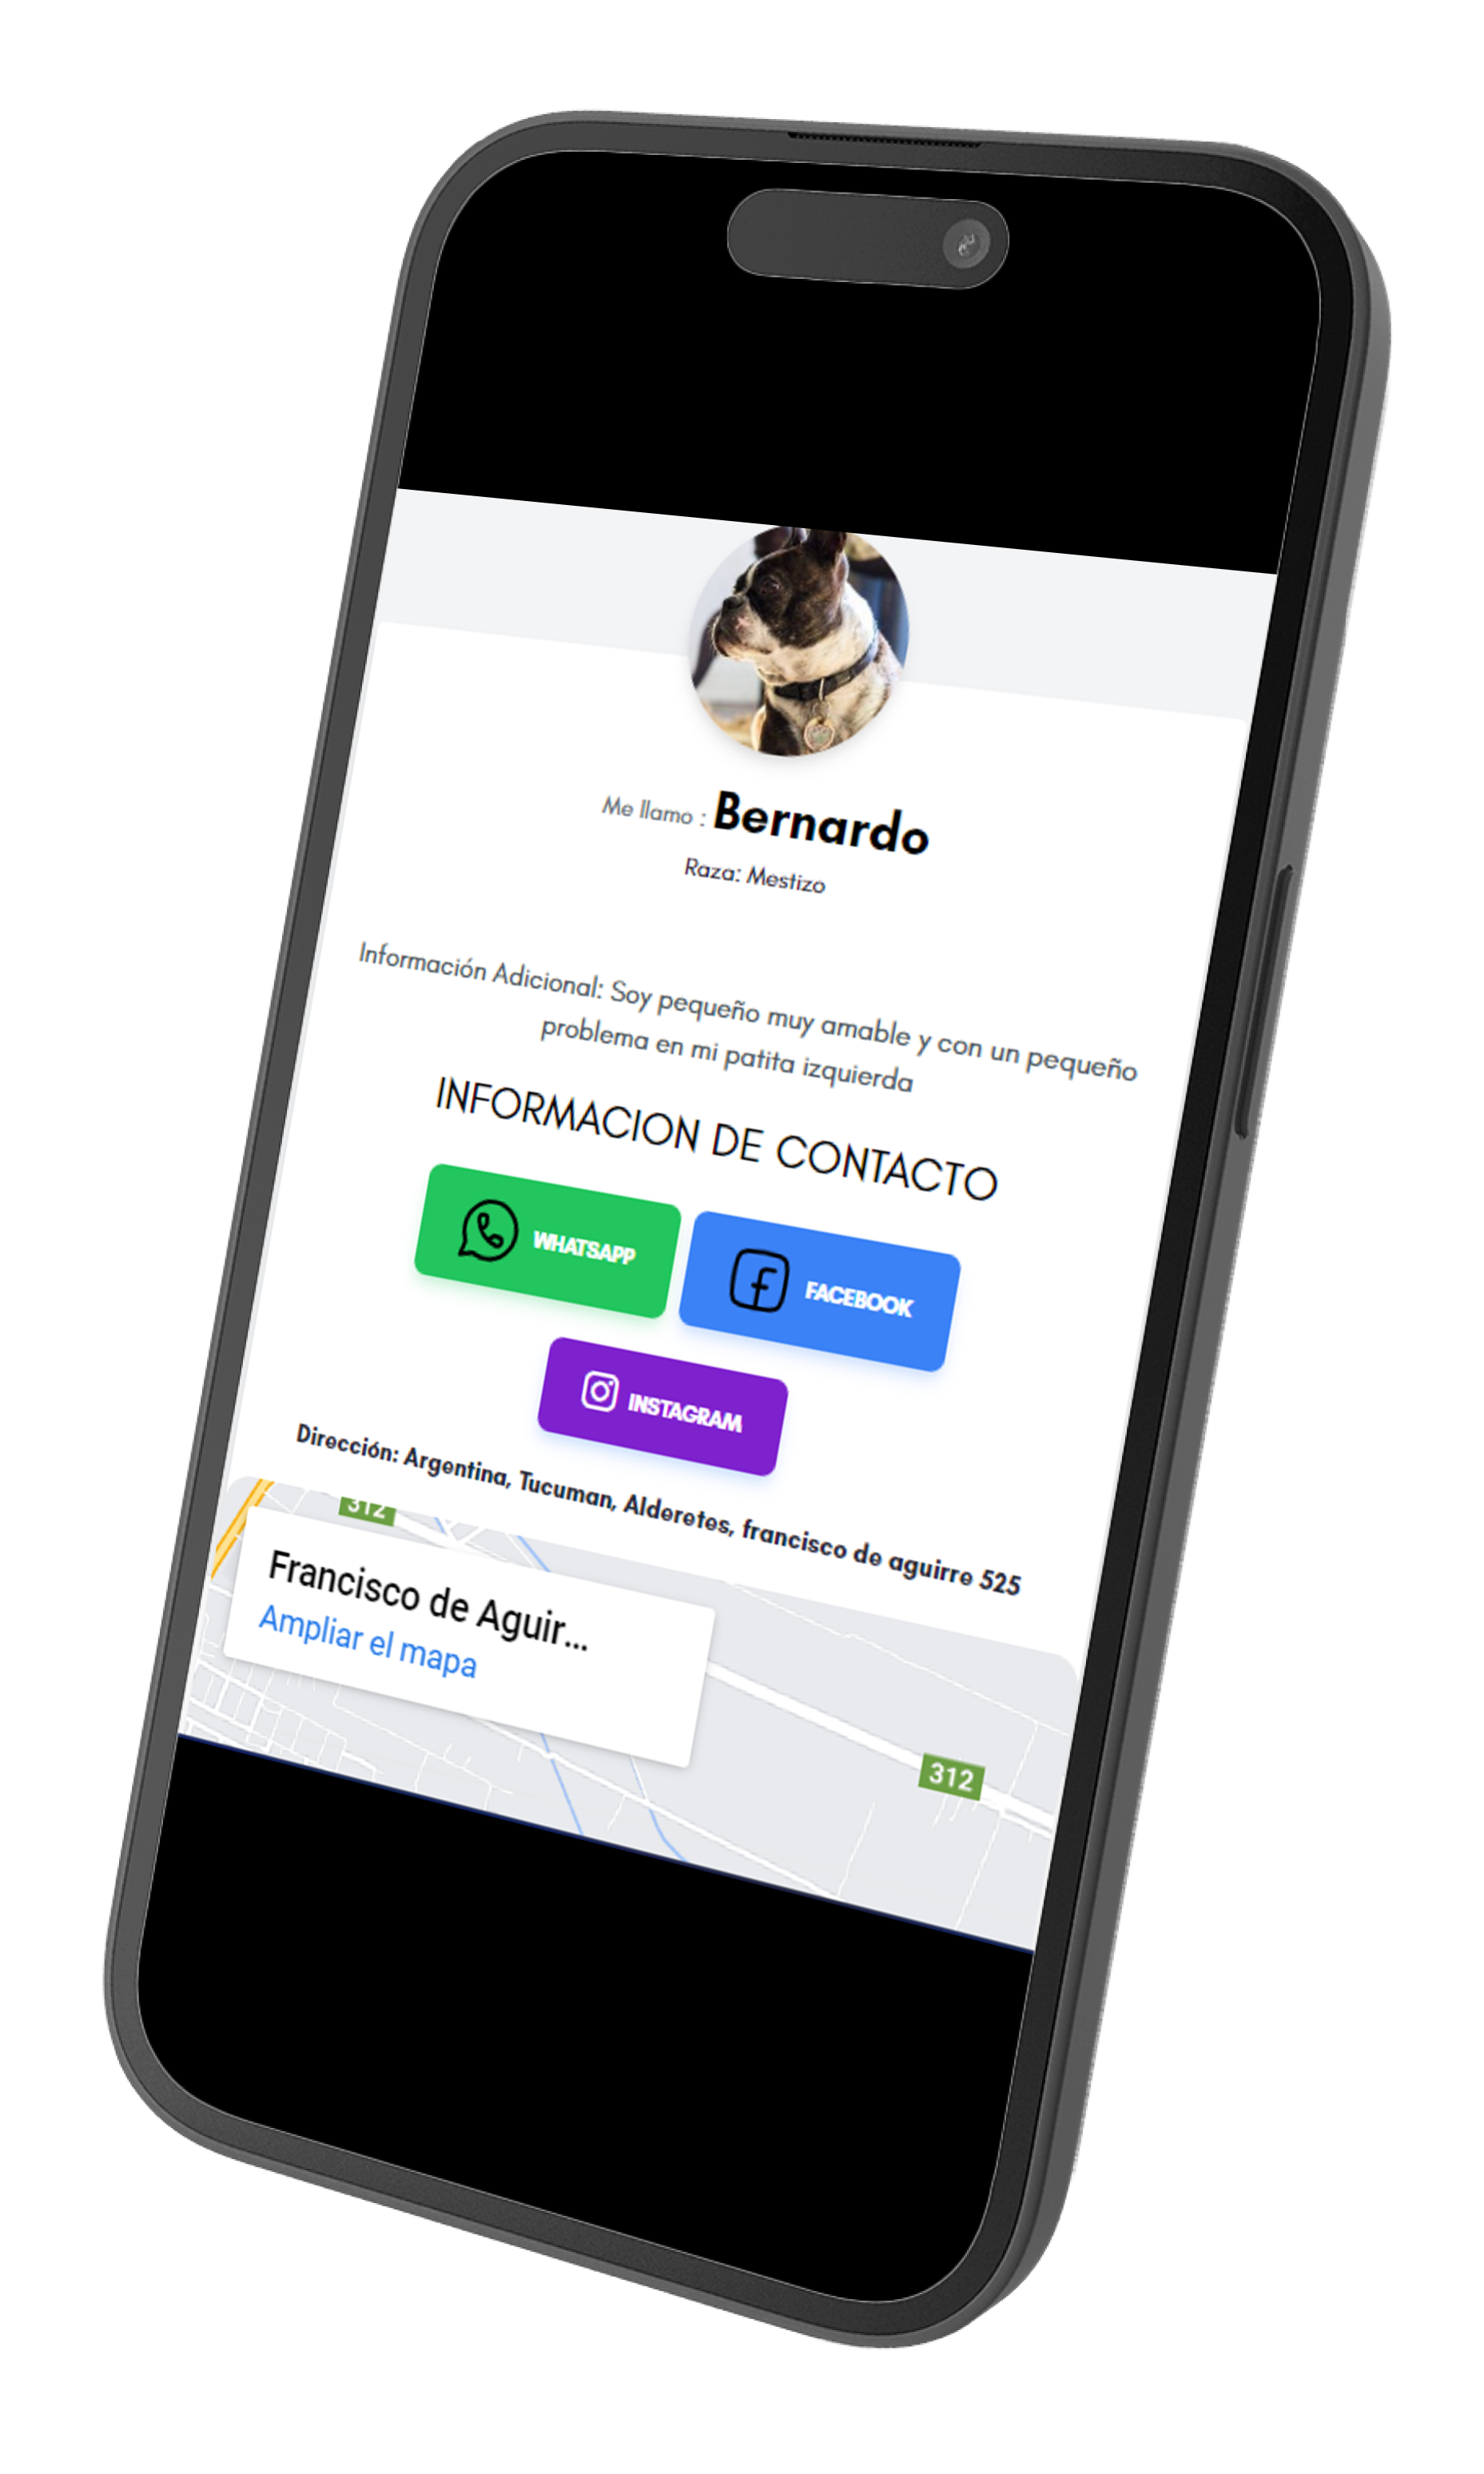 Me llamo : Bernardo
Raza: Mestizo
Información Adicional: Soy pequeño muy amable y con un pequeño
problema en mi patita izquierda
INFORMACION DE CONTACTO
WHATSAPP
FACEBOOK
INSTAGRAM
Dirección: Argentina, Tucuman, Alderetes, francisco de aguirre 525
312
Francisco de Aguir...
Ampliar el mapa
312